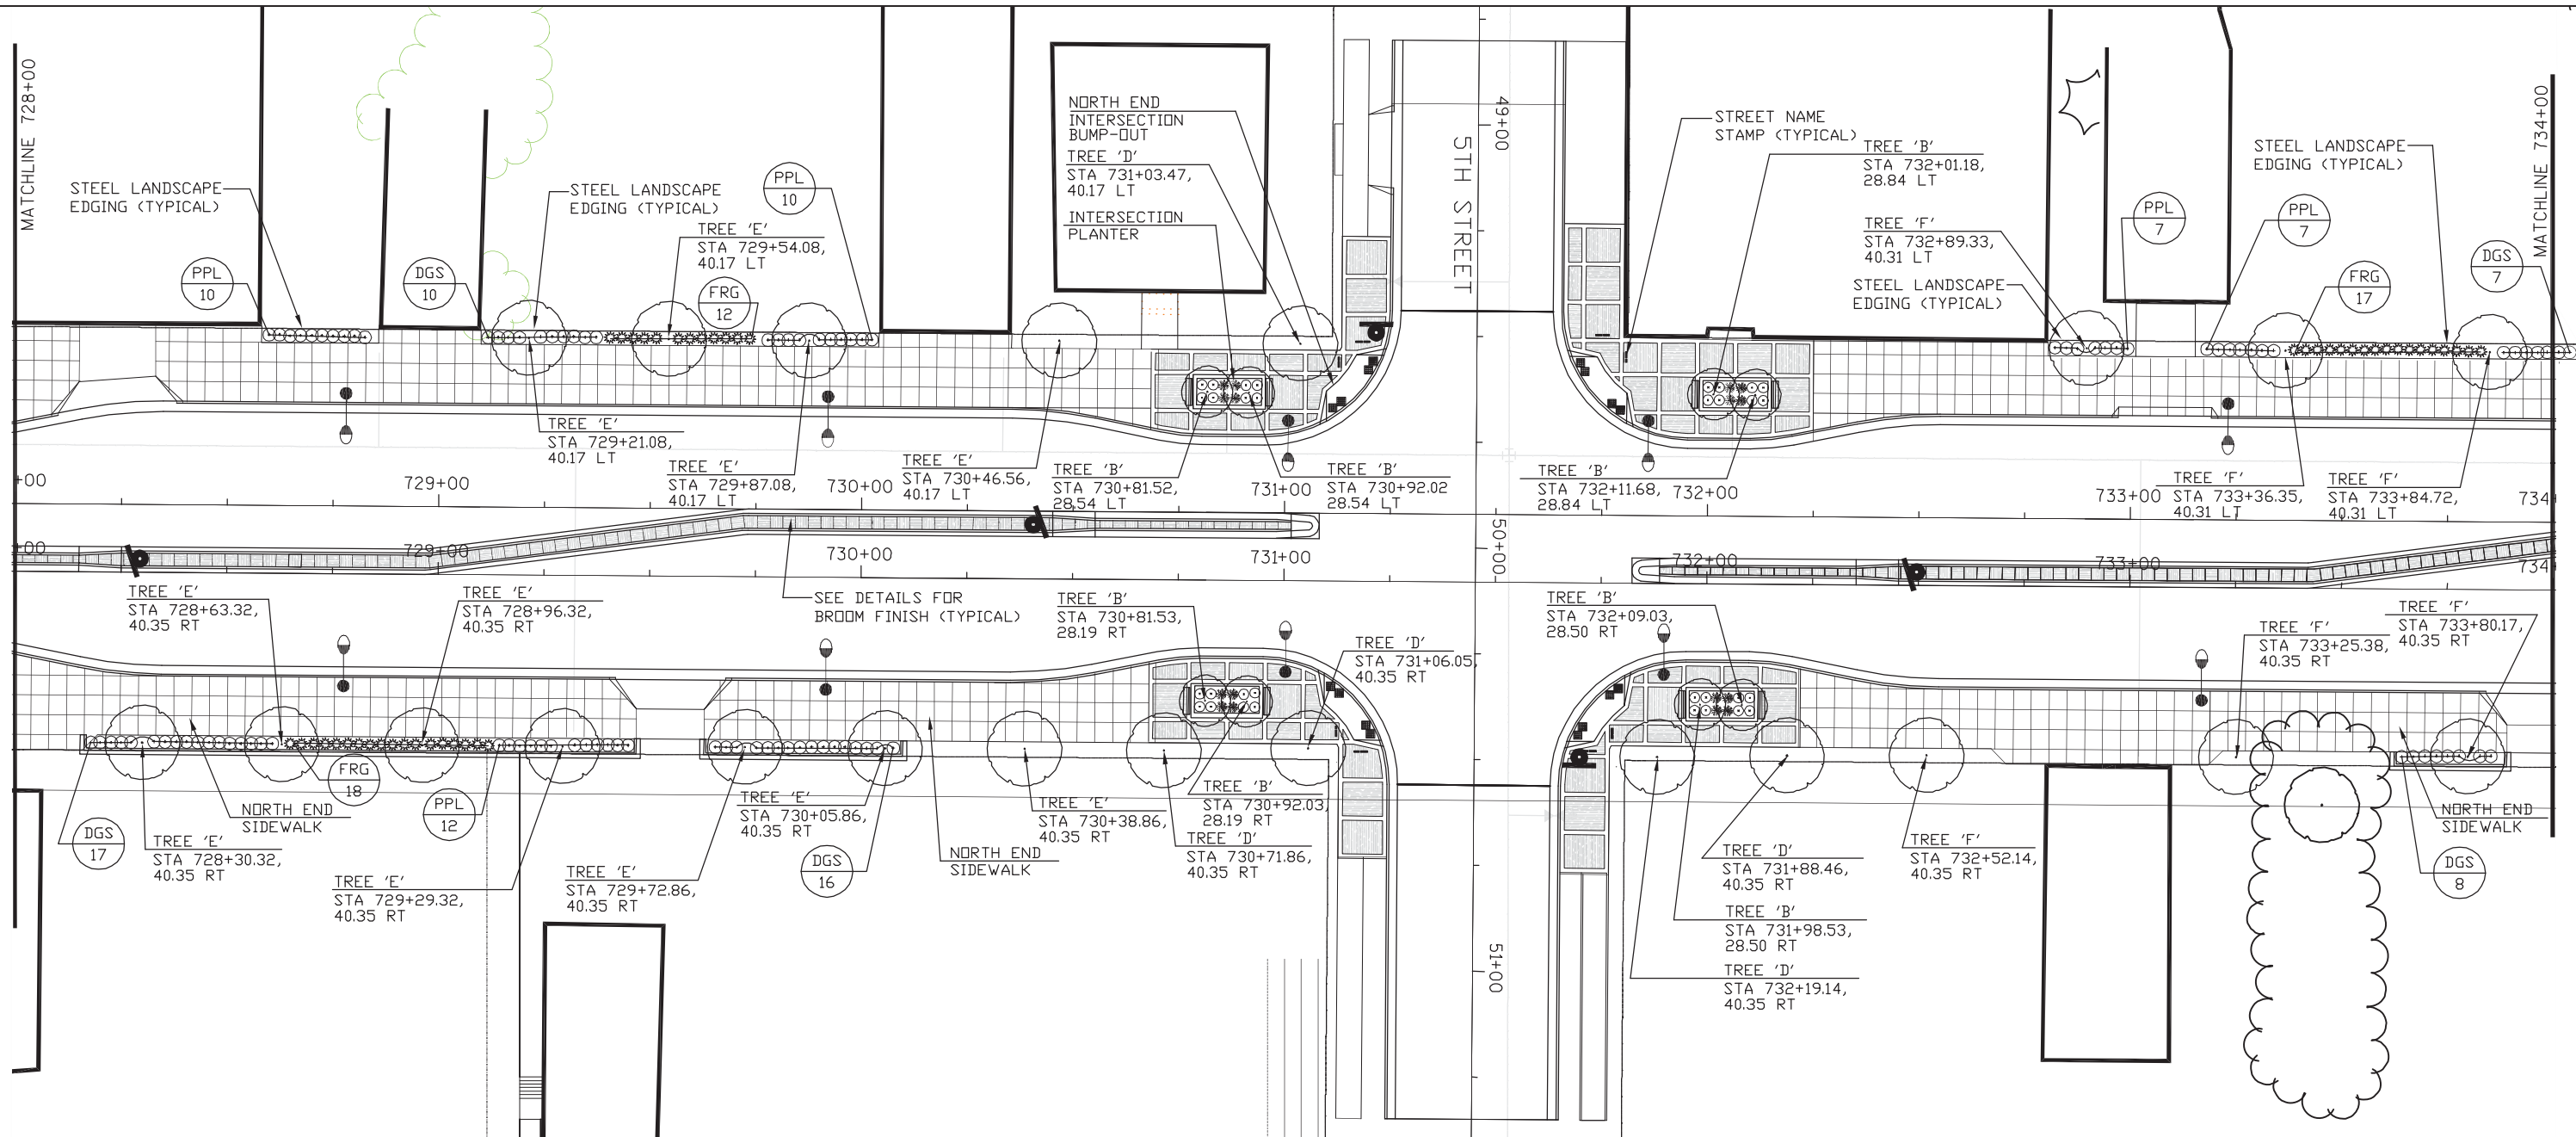 MATCHLINE 728+00
STEEL LANDSCAPE
EDGING (TYPICAL)
PPL
10
DGS
10
STEEL LANDSCAPE
EDGING (TYPICAL)
TREE 'E'
STA 729+54.08,
40.17 LT
FRG
12
PPL
10
NORTH END
INTERSECTION
BUMP-OUT
TREE 'D'
STA 731+03.47,
40.17 LT
INTERSECTION
PLANTER
5TH STREET
49+00
STREET NAME
STAMP (TYPICAL)
TREE 'B'
STA 732+01.18,
28.84 LT
TREE 'F'
STA 732+89.33,
40.31 LT
STEEL LANDSCAPE
EDGING (TYPICAL)
PPL
7
PPL
7
STEEL LANDSCAPE
EDGING (TYPICAL)
FRG
17
DGS
7
MATCHLINE 734+00
TREE 'E'
STA 729+21.08,
40.17 LT
TREE 'E'
STA 729+87.08,
40.17 LT
TREE 'E'
STA 730+46.56,
40.17 LT
TREE 'B'
STA 730+81.52,
28.54 LT
TREE 'B'
STA 730+92.02
28.54 LT
TREE 'B'
STA 732+11.68,
28.84 LT
TREE 'F'
STA 733+36.35,
40.31 LT
TREE 'F'
STA 733+84.72,
40.31 LT
+00
729+00
730+00
731+00
732+00
733+00
734
+00
729+00
730+00
731+00
50+00
732+00
733+00
734
TREE 'E'
STA 728+63.32,
40.35 RT
TREE 'E'
STA 728+96.32,
40.35 RT
SEE DETAILS FOR
BROOM FINISH (TYPICAL)
TREE 'B'
STA 730+81.53,
28.19 RT
TREE 'D'
STA 731+06.05,
40.35 RT
TREE 'B'
STA 732+09.03,
28.50 RT
TREE 'F'
STA 733+25.38,
40.35 RT
TREE 'F'
STA 733+80.17,
40.35 RT
DGS
17
TREE 'E'
STA 728+30.32,
40.35 RT
NORTH END
SIDEWALK
FRG
18
PPL
12
TREE 'E'
STA 729+29.32,
40.35 RT
TREE 'E'
STA 729+72.86,
40.35 RT
TREE 'E'
STA 730+05.86,
40.35 RT
DGS
16
NORTH END
SIDEWALK
TREE 'E'
STA 730+38.86,
40.35 RT
TREE 'B'
STA 730+92.03,
28.19 RT
TREE 'D'
STA 730+71.86,
40.35 RT
51+00
TREE 'D'
STA 731+88.46,
40.35 RT
TREE 'B'
STA 731+98.53,
28.50 RT
TREE 'D'
STA 732+19.14,
40.35 RT
TREE 'F'
STA 732+52.14,
40.35 RT
NORTH END
SIDEWALK
DGS
8